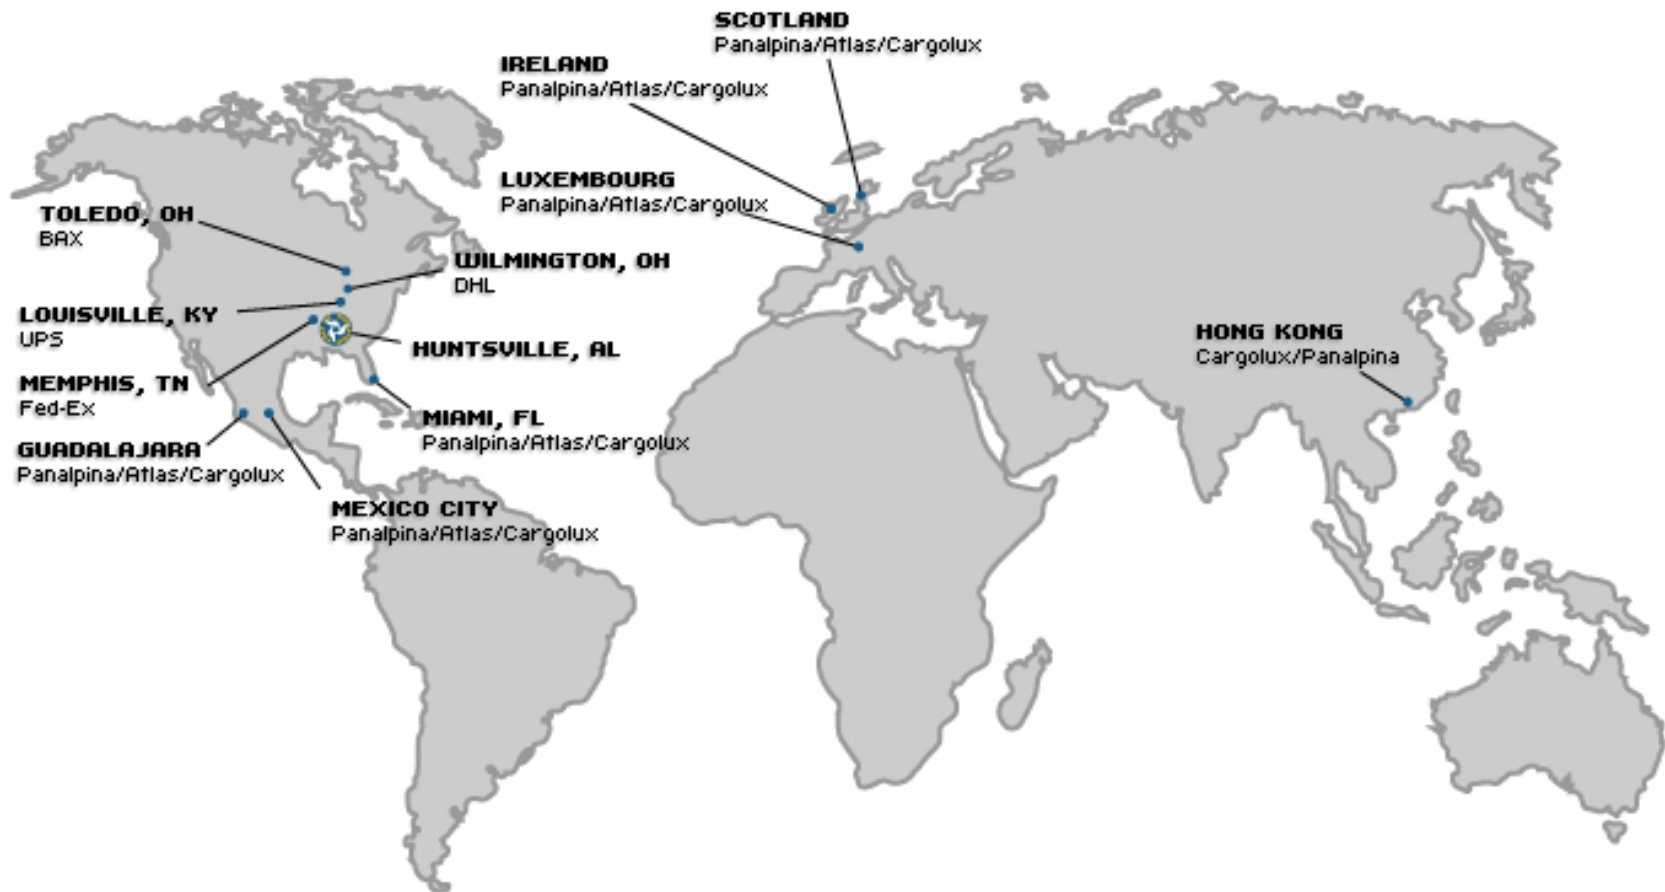 SCOTLAND
Panalpina/Atlas/Cargolux
IRELAND
Panalpina/Atlas/Cargolux
LUXEMBOURG
Panalpina/Atlas/Cargolux
TOLEDO, OH
BAX
WILMINGTON, OH
DHL
LOUISVILLE, KY
UPS
HUNTSVILLE, AL
HONG KONG
Cargolux/Panalpina
MEMPHIS, TN
Fed-Ex
MIAMI, FL
Panalpina/Atlas/Cargolux
GUADALAJARA
Panalpina/Atlas/Cargolux
MEXICO CITY
Panalpina/Atlas/Cargolux